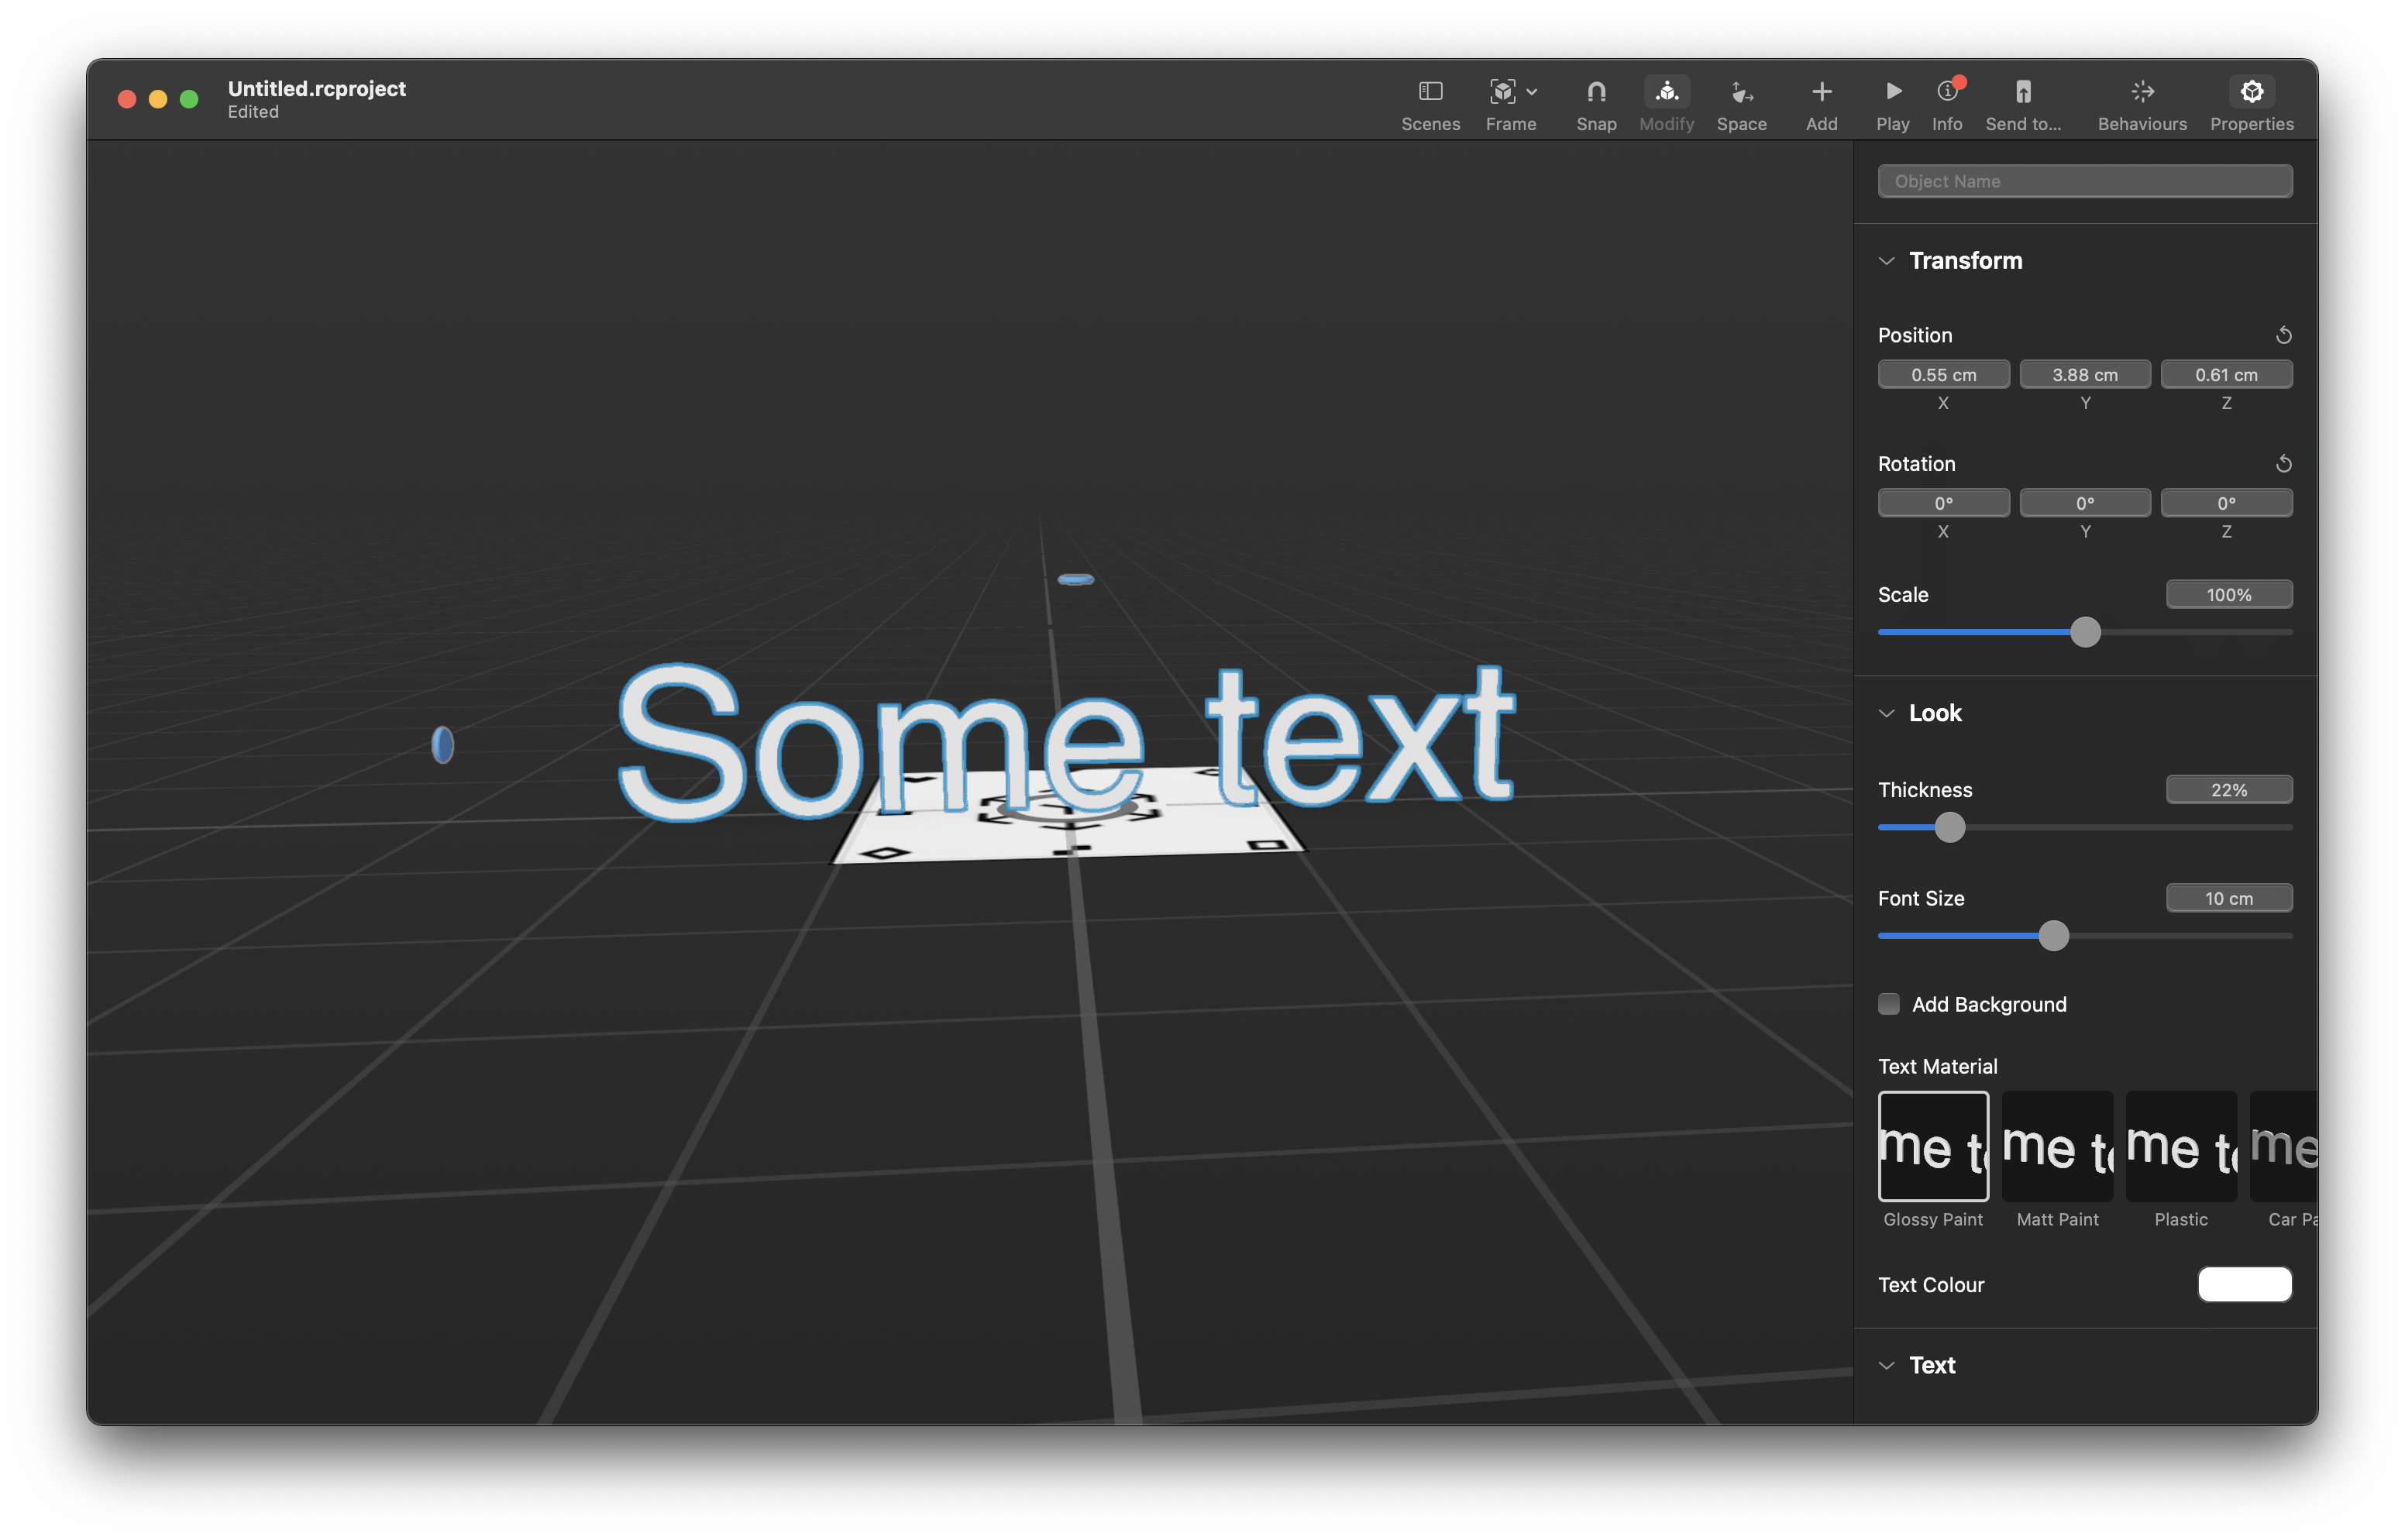 Untitled.rcproject
Edited
Scenes Frame Snap Modify Space Add Play Info Send to... Behaviours Properties
Object Name
Transform
Position
0.55 cm 3.88 cm 0.61 cm
X Y Z
Rotation
0° 0° 0°
X Y Z
Scale 100%
Some text
Look
Thickness 22%
Font Size 10 cm
Add Background
Text Material
me me me me
Glossy Paint Matt Paint Plastic Car
Text Colour
Text